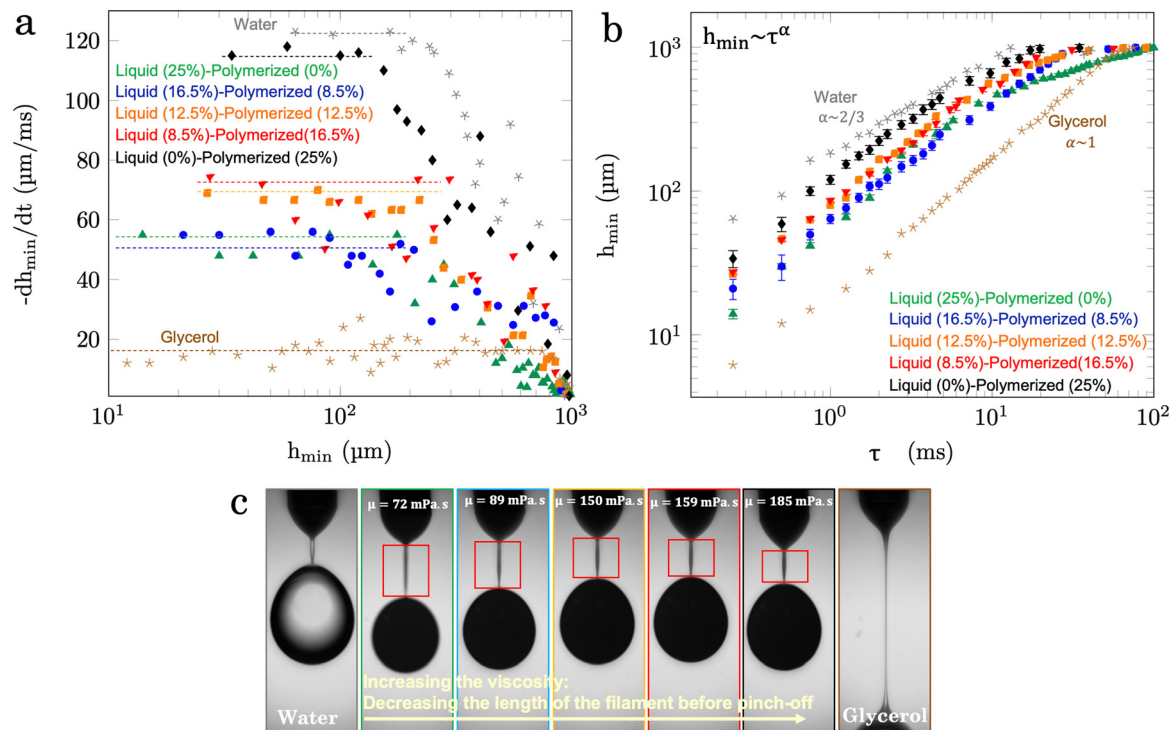 a
-dh_min/dt (µm/ms)
120
100
80
60
40
20
Water
Liquid (25%)-Polymerized (0%)
Liquid (16.5%)-Polymerized (8.5%)
Liquid (12.5%)-Polymerized (12.5%)
Liquid (8.5%)-Polymerized(16.5%)
Liquid (0%)-Polymerized (25%)
Glycerol
10^1
10^2
10^3
h_min (µm)
b
h_min (µm)
10^3
10^2
10^1
h_min~τ^α
Water
α~2/3
Glycerol
α~1
Liquid (25%)-Polymerized (0%)
Liquid (16.5%)-Polymerized (8.5%)
Liquid (12.5%)-Polymerized (12.5%)
Liquid (8.5%)-Polymerized(16.5%)
Liquid (0%)-Polymerized (25%)
10^0
10^1
10^2
τ (ms)
c
μ = 72 mPa.s
μ = 89 mPa.s
μ = 150 mPa.s
μ = 159 mPa.s
μ = 185 mPa.s
Increasing the viscosity:
Decreasing the length of the filament before pinch-off
Water
Glycerol